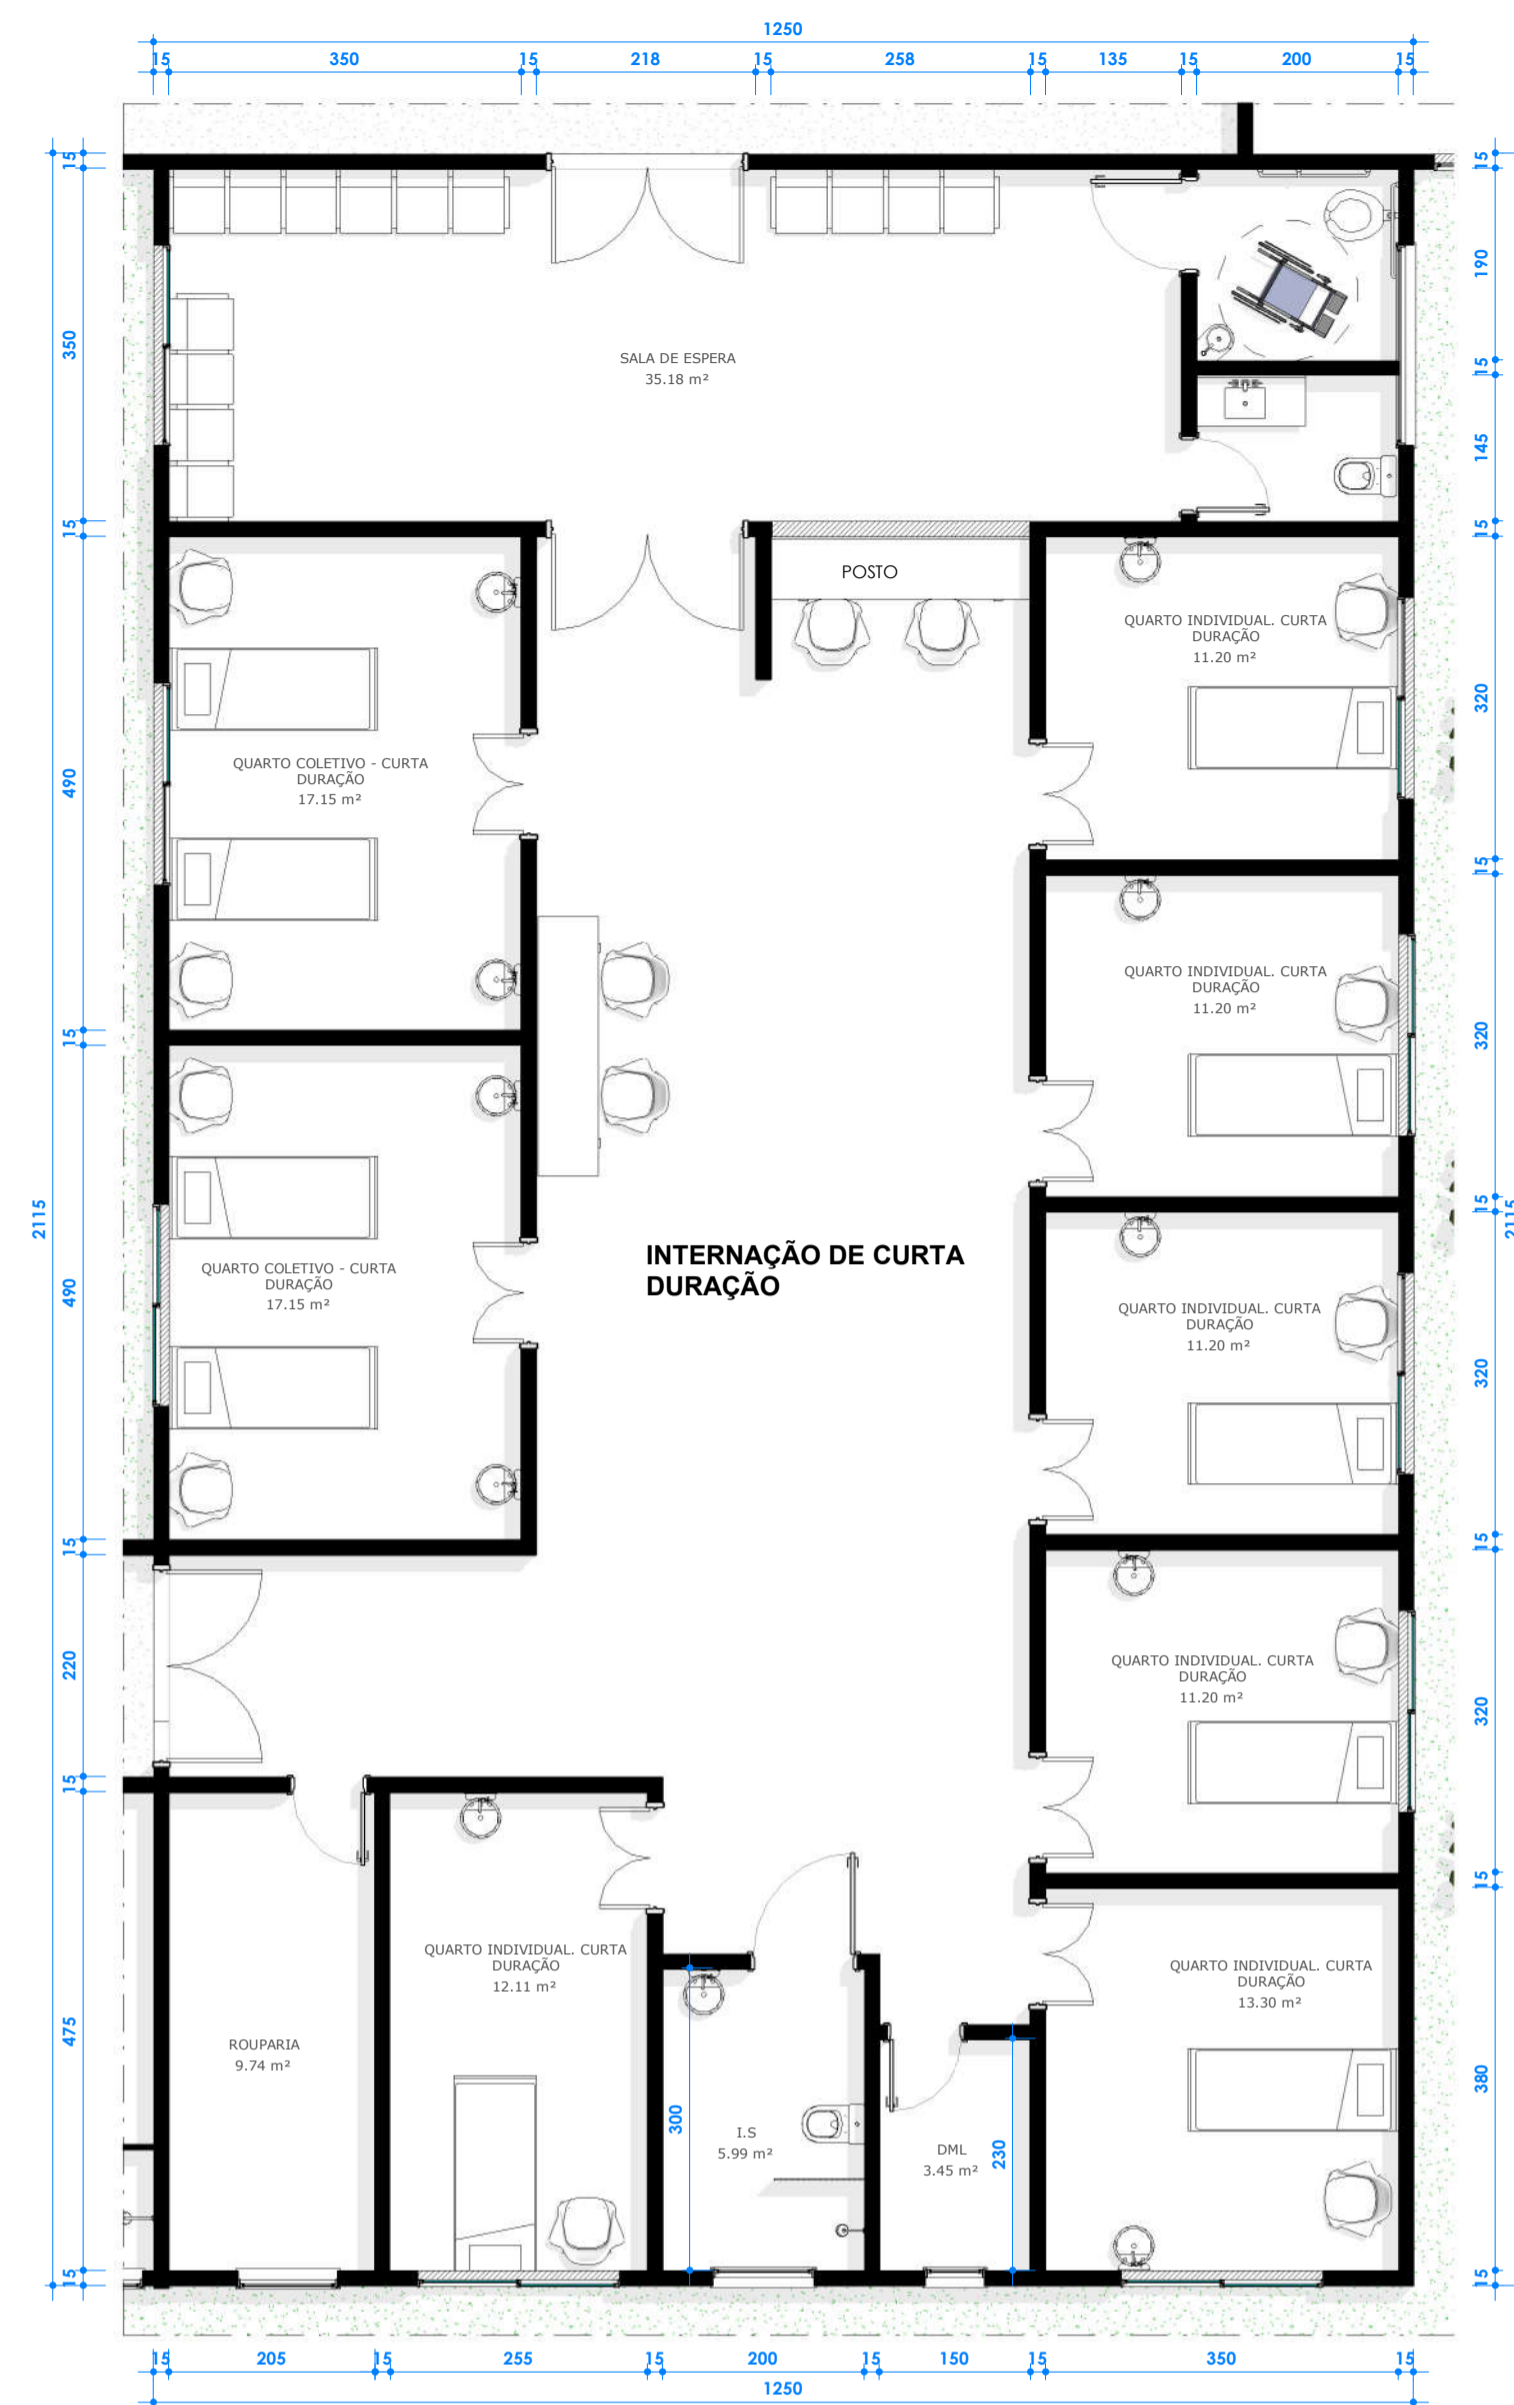 1250
15 350 15 218 15 258 15 135 15 200 15
15
350
15
490
15
490
15
220
15
475
15
2115
15
190
15
145
15
320
15
320
15
320
15
320
15
380
15
2115
SALA DE ESPERA
35.18 m²
POSTO
QUARTO INDIVIDUAL. CURTA
DURAÇÃO
11.20 m²
QUARTO COLETIVO - CURTA
DURAÇÃO
17.15 m²
QUARTO INDIVIDUAL. CURTA
DURAÇÃO
11.20 m²
INTERNAÇÃO DE CURTA
DURAÇÃO
QUARTO COLETIVO - CURTA
DURAÇÃO
17.15 m²
QUARTO INDIVIDUAL. CURTA
DURAÇÃO
11.20 m²
QUARTO INDIVIDUAL. CURTA
DURAÇÃO
11.20 m²
QUARTO INDIVIDUAL. CURTA
DURAÇÃO
12.11 m²
QUARTO INDIVIDUAL. CURTA
DURAÇÃO
13.30 m²
ROUPARIA
9.74 m²
300
I.S
5.99 m²
DML
3.45 m²
230
15 205 15 255 15 200 15 150 15 350 15
1250